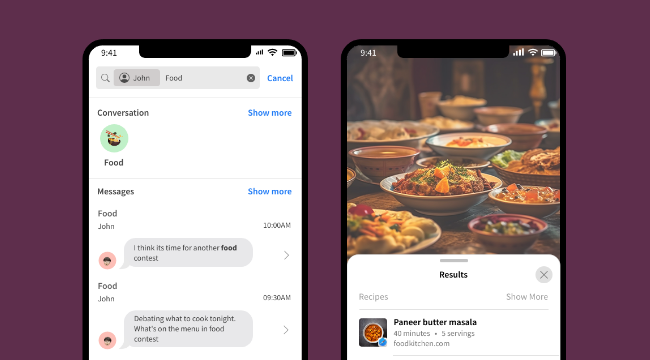 9:41
John Food Cancel
Conversation Show more
Food
Messages Show more
Food
John 10:00AM
I think its time for another food
contest
Food
John 09:30AM
Debating what to cook tonight.
What's on the menu in food
contest
9:41
Results
Recipes Show More
Paneer butter masala
40 minutes • 5 servings
foodkitchen.com